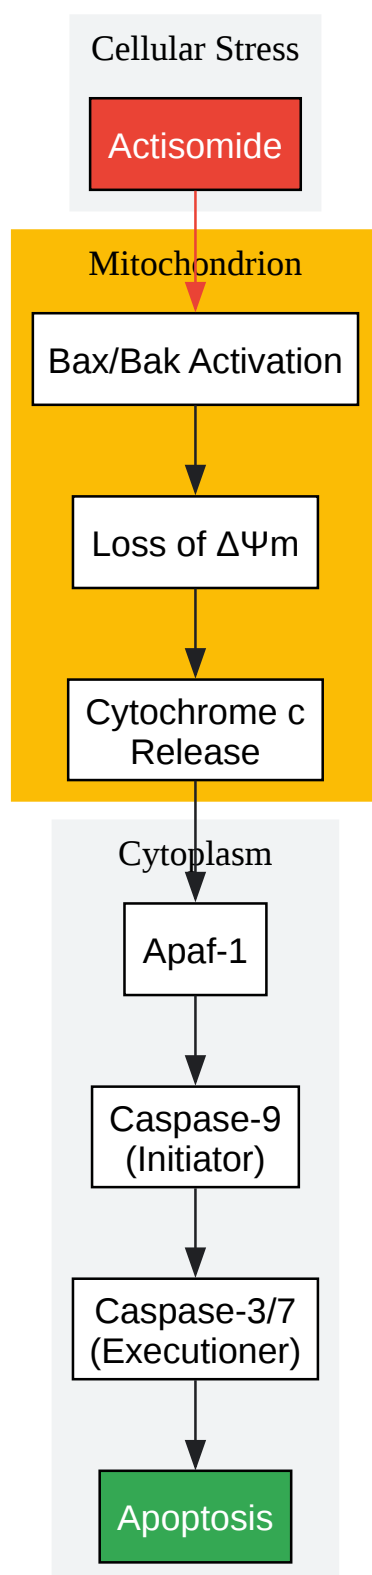 Cellular Stress
Actisomide
Mitochondrion
Bax/Bak Activation
Loss of ΔΨm
Cytochrome c
Release
Cytoplasm
Apaf-1
Caspase-9
(Initiator)
Caspase-3/7
(Executioner)
Apoptosis